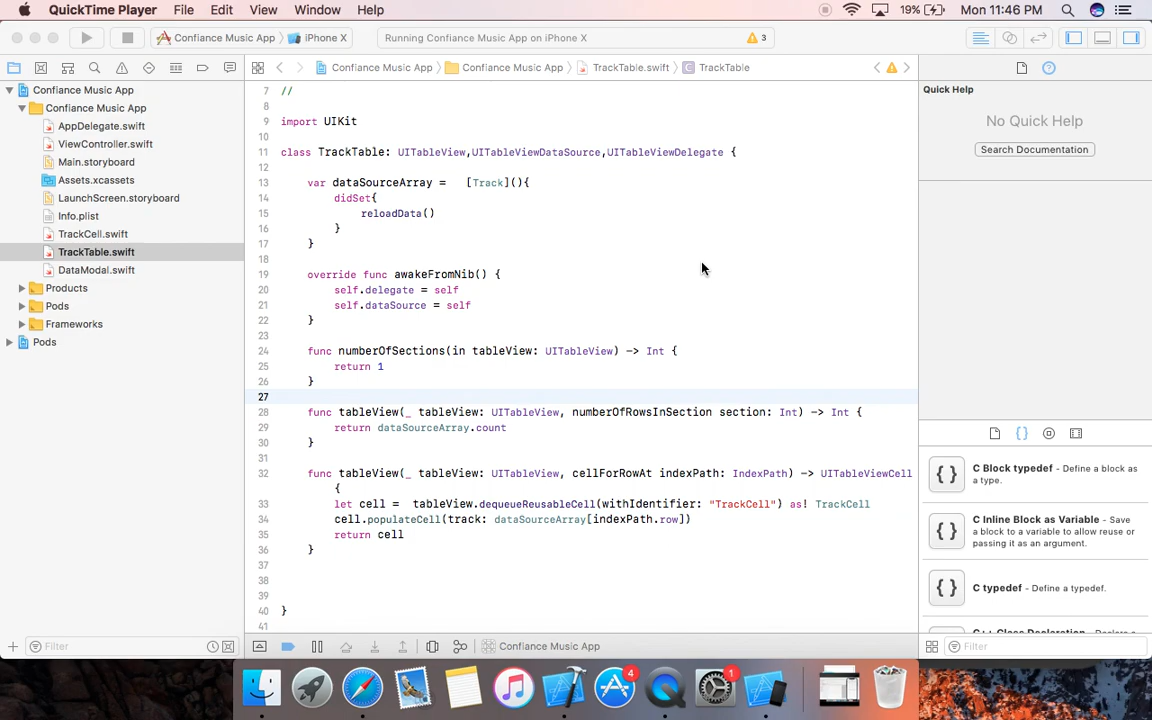 QuickTime Player File Edit View Window Help 19% Mon 11:46 PM
Confiance Music App iPhone X Running Confiance Music App on iPhone X 3
Confiance Music App Confiance Music App TrackTable.swift TrackTable
Confiance Music App
Confiance Music App
AppDelegate.swift
ViewController.swift
Main.storyboard
Assets.xcassets
LaunchScreen.storyboard
Info.plist
TrackCell.swift
TrackTable.swift
DataModal.swift
Products
Pods
Frameworks
Pods
Filter
7 //
8
9 import UIKit
10
11 class TrackTable: UITableView,UITableViewDataSource,UITableViewDelegate {
12
13 var dataSourceArray = [Track](){
14 didSet{
15 reloadData()
16 }
17 }
18
19 override func awakeFromNib() {
20 self.delegate = self
21 self.dataSource = self
22 }
23
24 func numberOfSections(in tableView: UITableView) -> Int {
25 return 1
26 }
27
28 func tableView(_ tableView: UITableView, numberOfRowsInSection section: Int) -> Int {
29 return dataSourceArray.count
30 }
31
32 func tableView(_ tableView: UITableView, cellForRowAt indexPath: IndexPath) -> UITableViewCell
{
33 let cell = tableView.dequeueReusableCell(withIdentifier: "TrackCell") as! TrackCell
34 cell.populateCell(track: dataSourceArray[indexPath.row])
35 return cell
36 }
37
38
39
40 }
41
Confiance Music App
Quick Help
No Quick Help
Search Documentation
{ }
C Block typedef - Define a block as
a type.
{ }
C Inline Block as Variable - Save
a block to a variable to allow reuse or
passing it as an argument.
{ }
C typedef - Define a typedef.
{ }
C++ Class Declaration
Filter
4
1